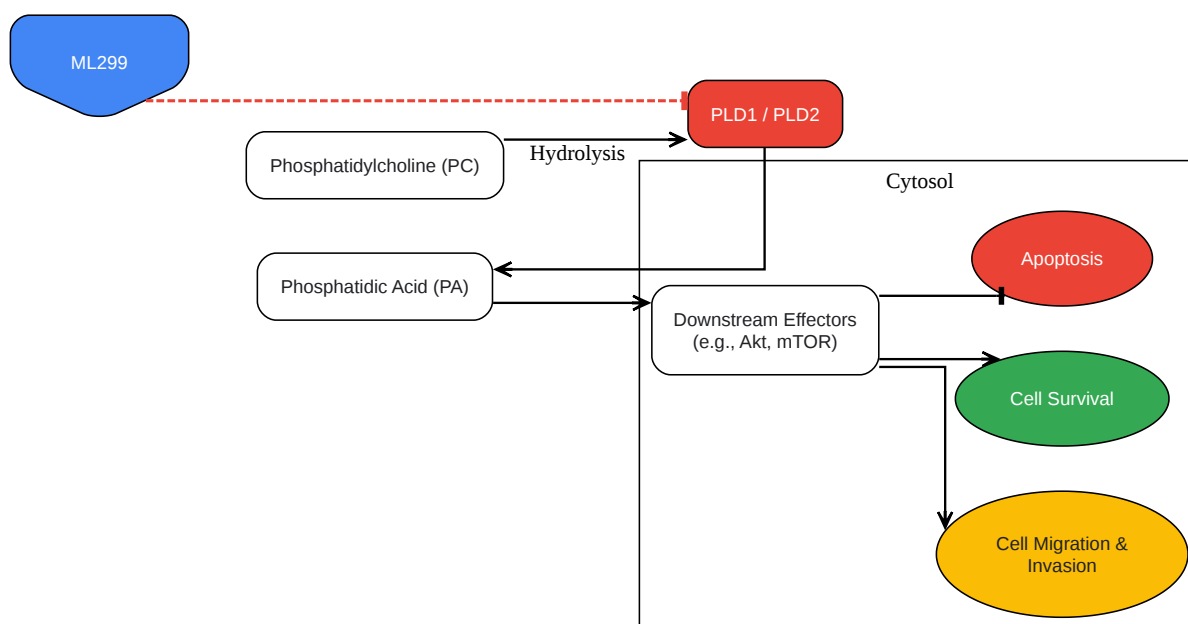 ML299
PLD1 / PLD2
Phosphatidylcholine (PC)
Hydrolysis
Cytosol
Apoptosis
Phosphatidic Acid (PA)
Downstream Effectors
(e.g., Akt, mTOR)
Cell Survival
Cell Migration &
Invasion